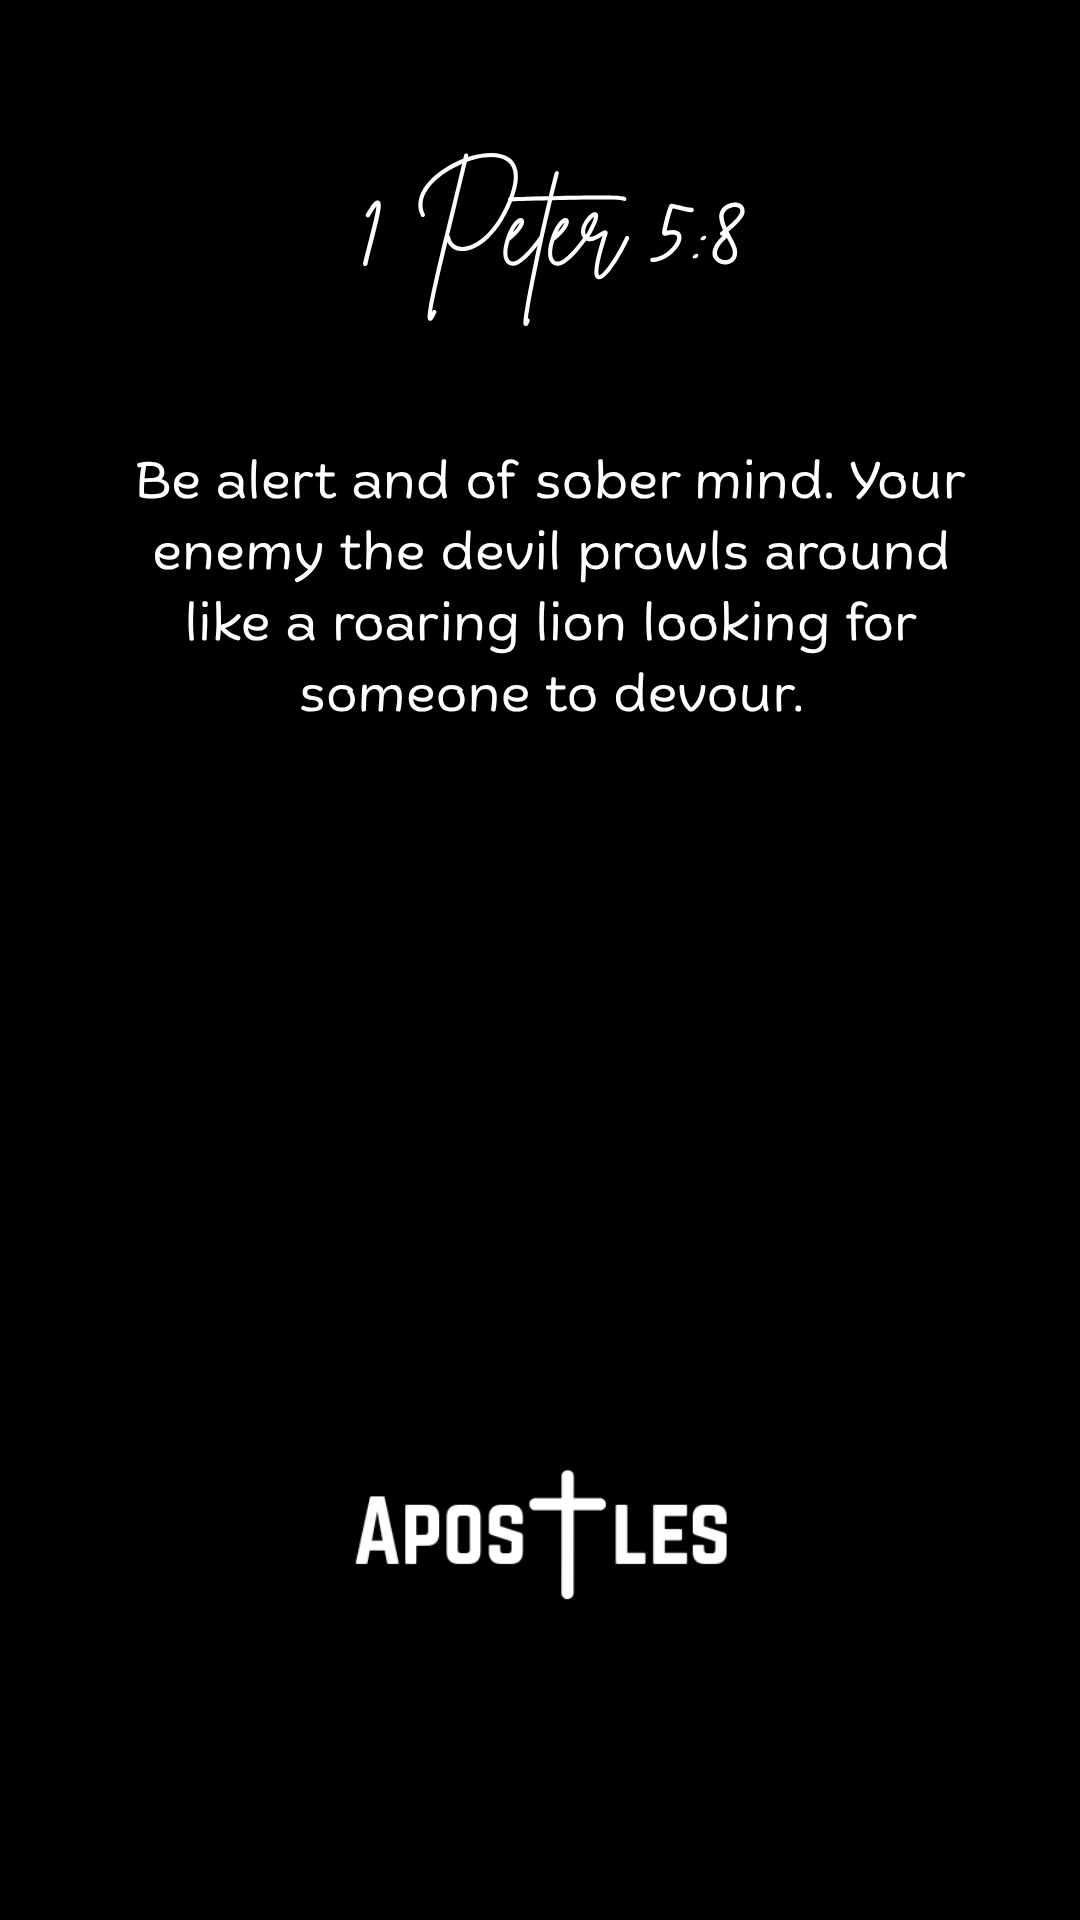 1 Peter 5:8
Be alert and of sober mind. Your
enemy the devil prowls around
like a roaring lion looking for
someone to devour.
APOSTLES